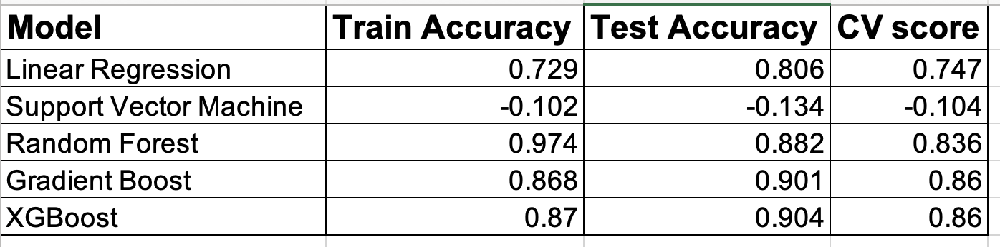 Model Train Accuracy Test Accuracy CV score
Linear Regression 0.729 0.806 0.747
Support Vector Machine -0.102 -0.134 -0.104
Random Forest 0.974 0.882 0.836
Gradient Boost 0.868 0.901 0.86
XGBoost 0.87 0.904 0.86